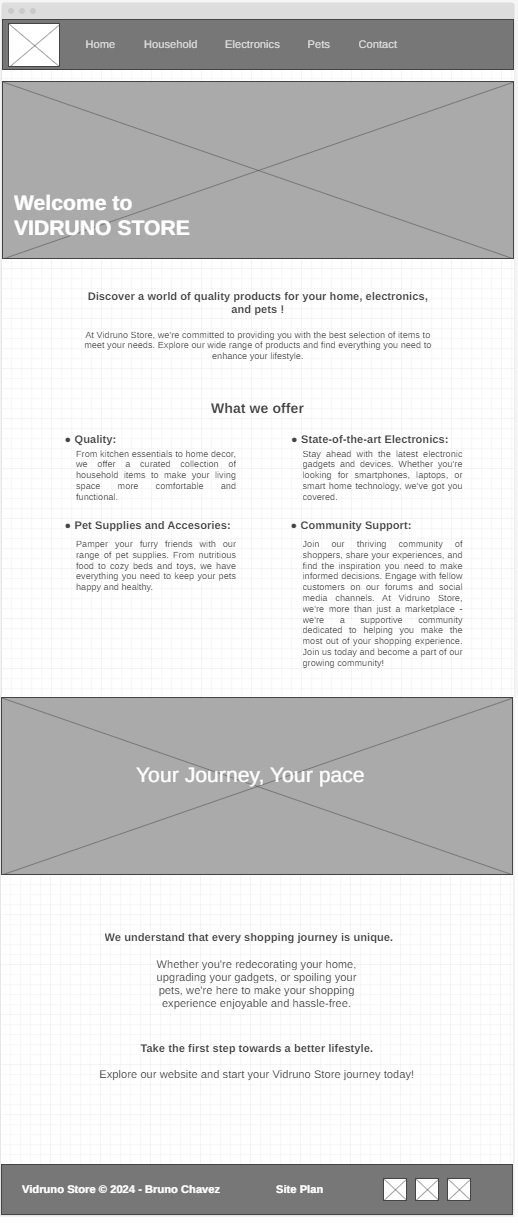 Home Household Electronics Pets Contact
Welcome to
VIDRUNO STORE
Discover a world of quality products for your home, electronics,
and pets !
At Vidruno Store, we're committed to providing you with the best selection of items to
meet your needs. Explore our wide range of products and find everything you need to
enhance your lifestyle.
What we offer
● Quality:
From kitchen essentials to home decor,
we offer a curated collection of
household items to make your living
space more comfortable and
functional.
● State-of-the-art Electronics:
Stay ahead with the latest electronic
gadgets and devices. Whether you're
looking for smartphones, laptops, or
smart home technology, we've got you
covered.
● Pet Supplies and Accesories:
Pamper your furry friends with our
range of pet supplies. From nutritious
food to cozy beds and toys, we have
everything you need to keep your pets
happy and healthy.
● Community Support:
Join our thriving community of
shoppers, share your experiences, and
find the inspiration you need to make
informed decisions. Engage with fellow
customers on our forums and social
media channels. At Vidruno Store,
we're more than just a marketplace -
we're a supportive community
dedicated to helping you make the
most out of your shopping experience.
Join us today and become a part of our
growing community!
Your Journey, Your pace
We understand that every shopping journey is unique.
Whether you're redecorating your home,
upgrading your gadgets, or spoiling your
pets, we're here to make your shopping
experience enjoyable and hassle-free.
Take the first step towards a better lifestyle.
Explore our website and start your Vidruno Store journey today!
Vidruno Store © 2024 - Bruno Chavez Site Plan